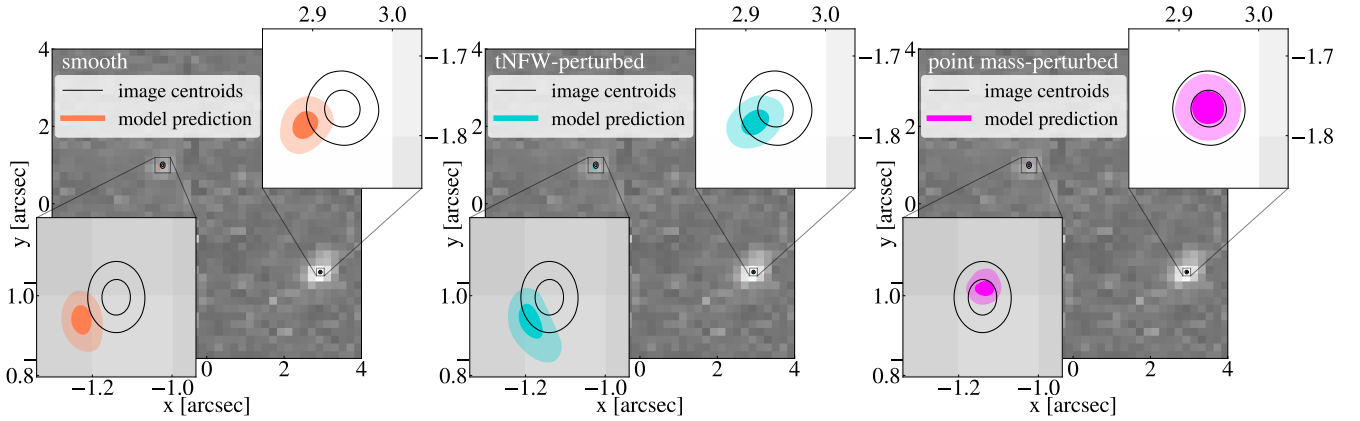 2.9 3.0
2.9 3.0
2.9 3.0
4
smooth
image centroids
model prediction
2
0
y [arcsec]
−1.7
−1.8
1.0
0.8
−1.2 −1.0
0 2 4
x [arcsec]
4
tNFW-perturbed
image centroids
model prediction
2
0
y [arcsec]
−1.7
−1.8
1.0
0.8
−1.2 −1.0
0 2 4
x [arcsec]
4
point mass-perturbed
image centroids
model prediction
2
0
y [arcsec]
−1.7
−1.8
1.0
0.8
−1.2 −1.0
0 2 4
x [arcsec]